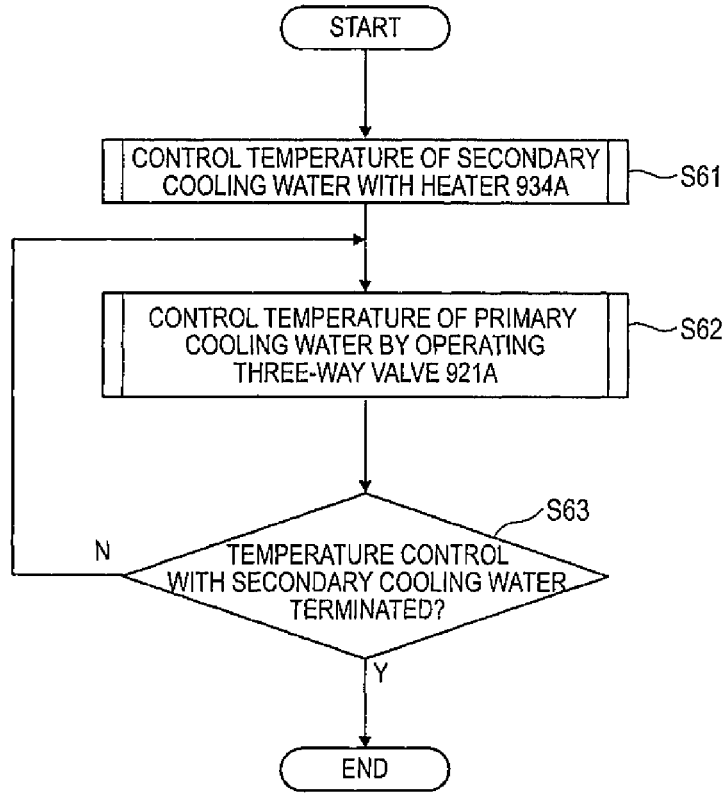 START
CONTROL TEMPERATURE OF SECONDARY
COOLING WATER WITH HEATER 934A
S61
CONTROL TEMPERATURE OF PRIMARY
COOLING WATER BY OPERATING
THREE-WAY VALVE 921A
S62
S63
TEMPERATURE CONTROL
WITH SECONDARY COOLING WATER
TERMINATED?
N
Y
END